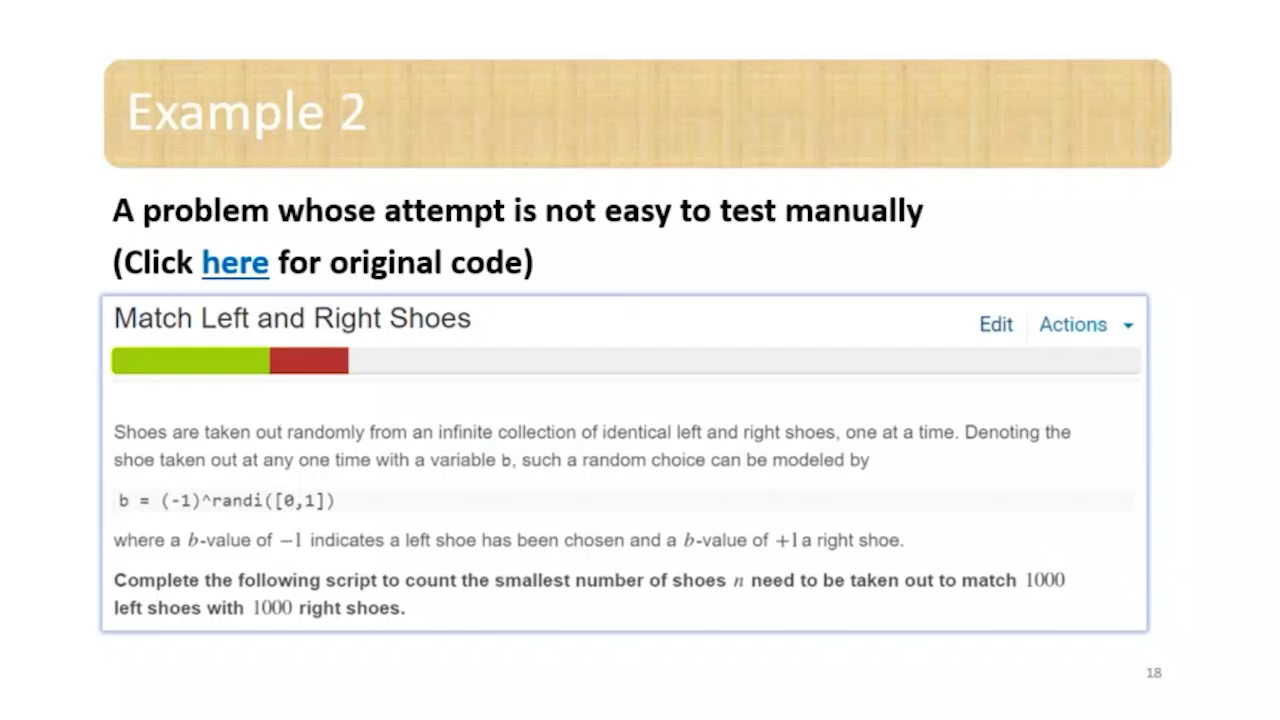 Example 2
A problem whose attempt is not easy to test manually
(Click here for original code)
Match Left and Right Shoes
Edit
Actions
Shoes are taken out randomly from an infinite collection of identical left and right shoes, one at a time. Denoting the
shoe taken out at any one time with a variable b, such a random choice can be modeled by
b = (-1)^randi([0,1])
where a b-value of −1 indicates a left shoe has been chosen and a b-value of +1 a right shoe.
Complete the following script to count the smallest number of shoes n need to be taken out to match 1000
left shoes with 1000 right shoes.
18